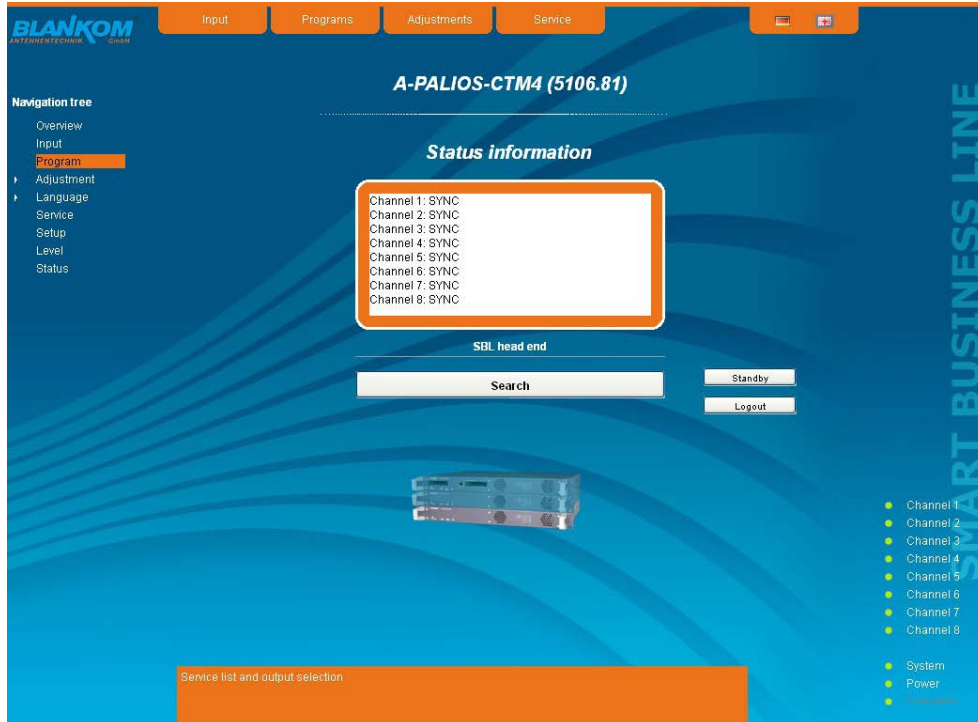 BLANKOM
ANTENNENTECHNIK GmbH
Input
Programs
Adjustments
Service
A-PALIOS-CTM4 (5106.81)
Navigation tree
Overview
Input
Program
Adjustment
Language
Service
Setup
Level
Status
Status information
Channel 1: SYNC
Channel 2: SYNC
Channel 3: SYNC
Channel 4: SYNC
Channel 5: SYNC
Channel 6: SYNC
Channel 7: SYNC
Channel 8: SYNC
SBL head end
Search
Standby
Logout
SMART BUSINESS LINE
Channel 1
Channel 2
Channel 3
Channel 4
Channel 5
Channel 6
Channel 7
Channel 8
System
Power
Service list and output selection